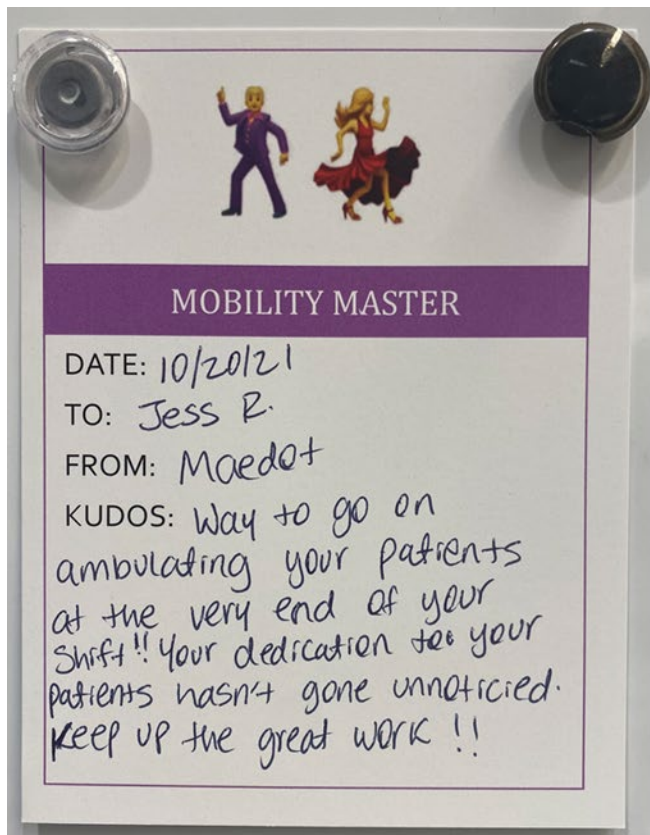 MOBILITY MASTER
DATE: 10/20/21
TO: Jess R.
FROM: Maedot
KUDOS: Way to go on
ambulating your patients
at the very end of your
Shift!! Your dedication to your
patients hasn't gone unnoticied.
Keep up the great work !!